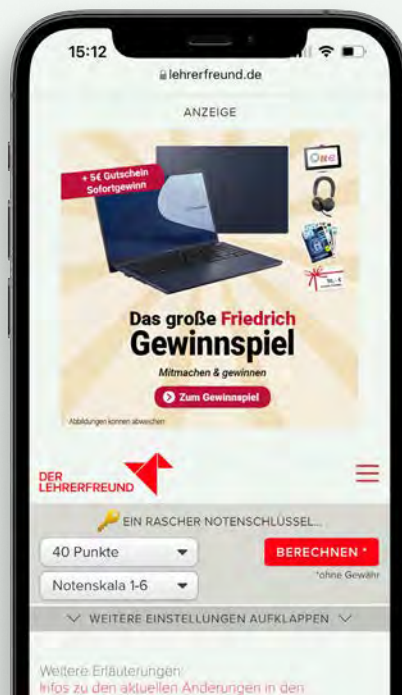 15:12
lehrerfreund.de
ANZEIGE
+ 5€ Gutschein
Sofortgewinn
Das große Friedrich
Gewinnspiel
Mitmachen & gewinnen
Zum Gewinnspiel
Abbildungen können abweichen
DER
LEHRERFREUND
EIN RASCHER NOTENSCHLÜSSEL...
40 Punkte
BERECHNEN *
*ohne Gewähr
Notenskala 1-6
WEITERE EINSTELLUNGEN AUFKLAPPEN
Weitere Erläuterungen:
Infos zu den aktuellen Änderungen in den